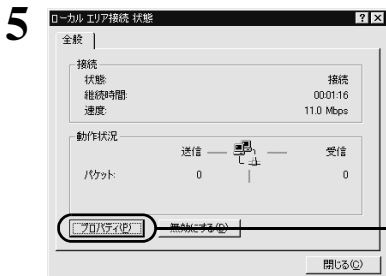 5
ローカル エリア接続 状態
全般
接続
状態: 接続
継続時間: 00:01:16
速度: 11.0 Mbps
動作状況
送信 受信
パケット: 0 0
プロパティ(P) 無効にする(D)
閉じる(C)